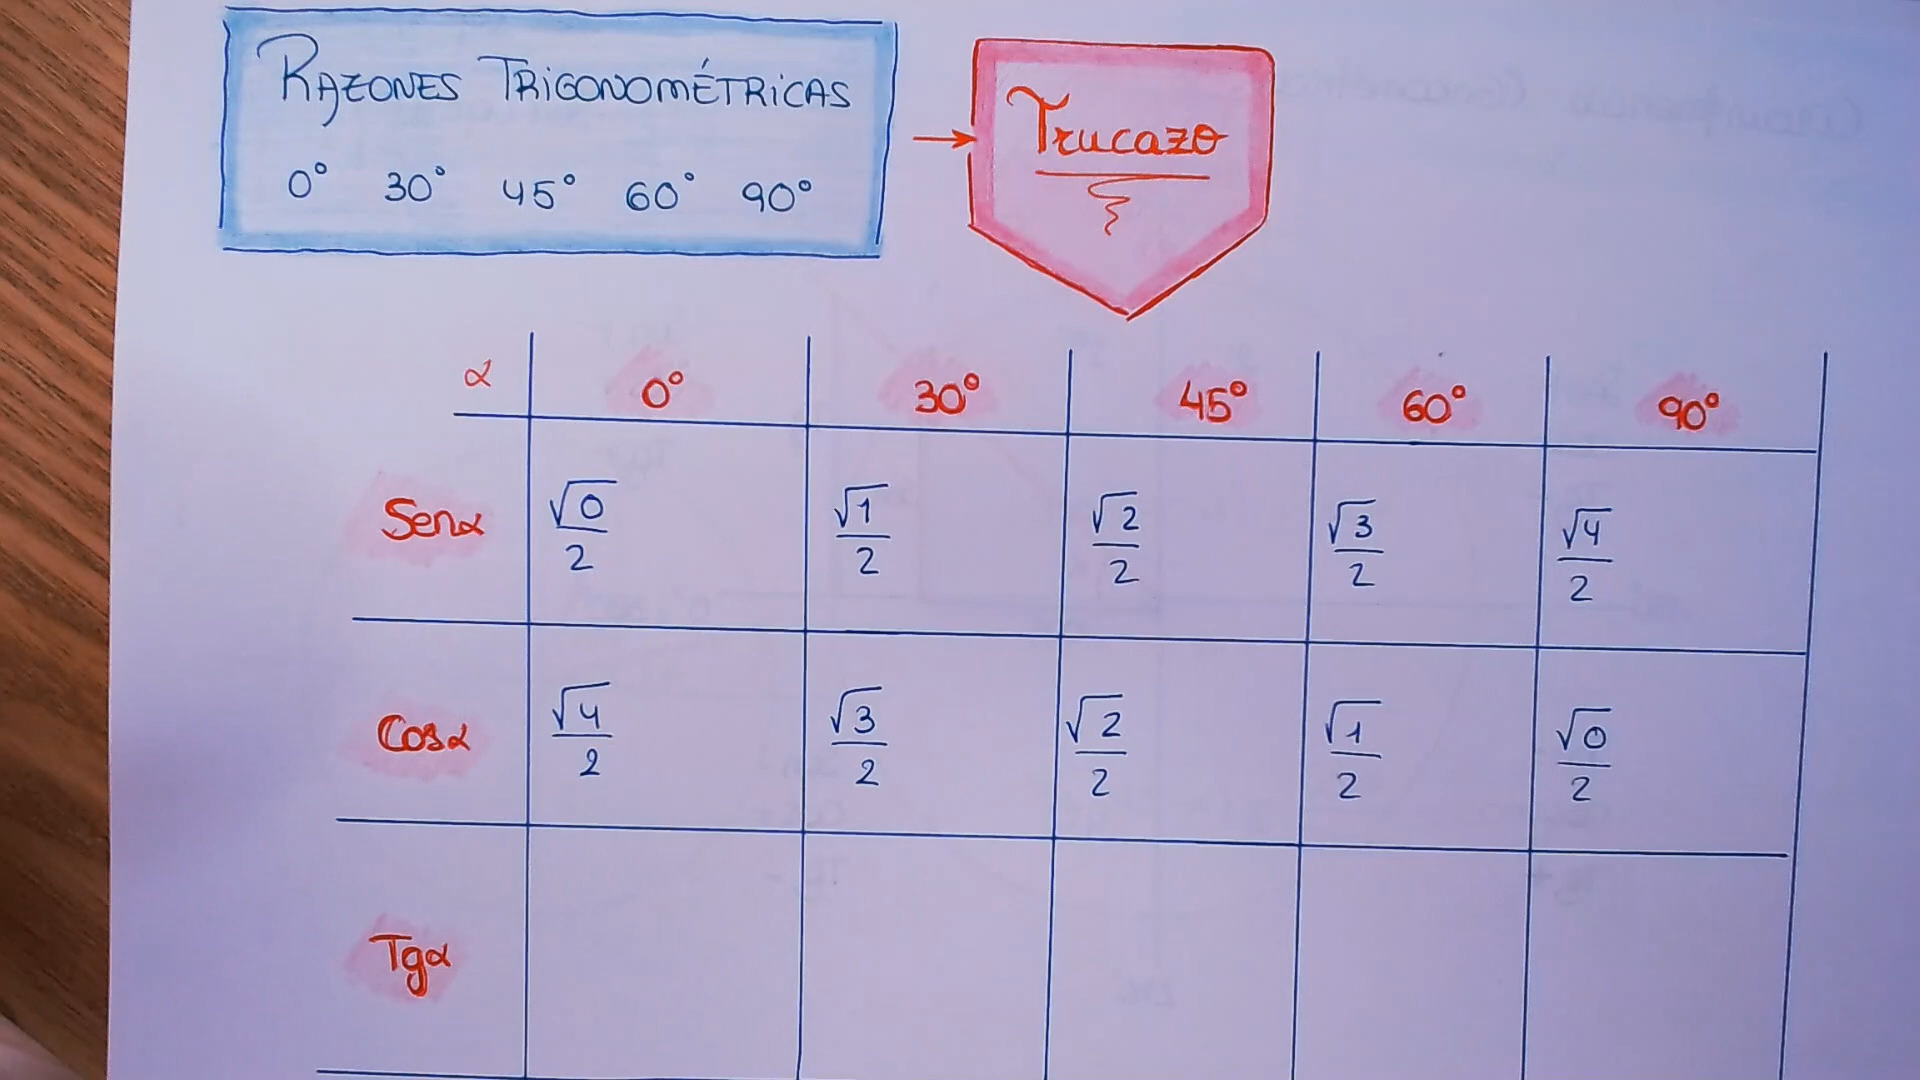 RAZONES TRIGONOMÉTRICAS
0° 30° 45° 60° 90°
Trucazo
α 0° 30° 45° 60° 90°
Senα √0/2 √1/2 √2/2 √3/2 √4/2
Cosα √4/2 √3/2 √2/2 √1/2 √0/2
Tgα